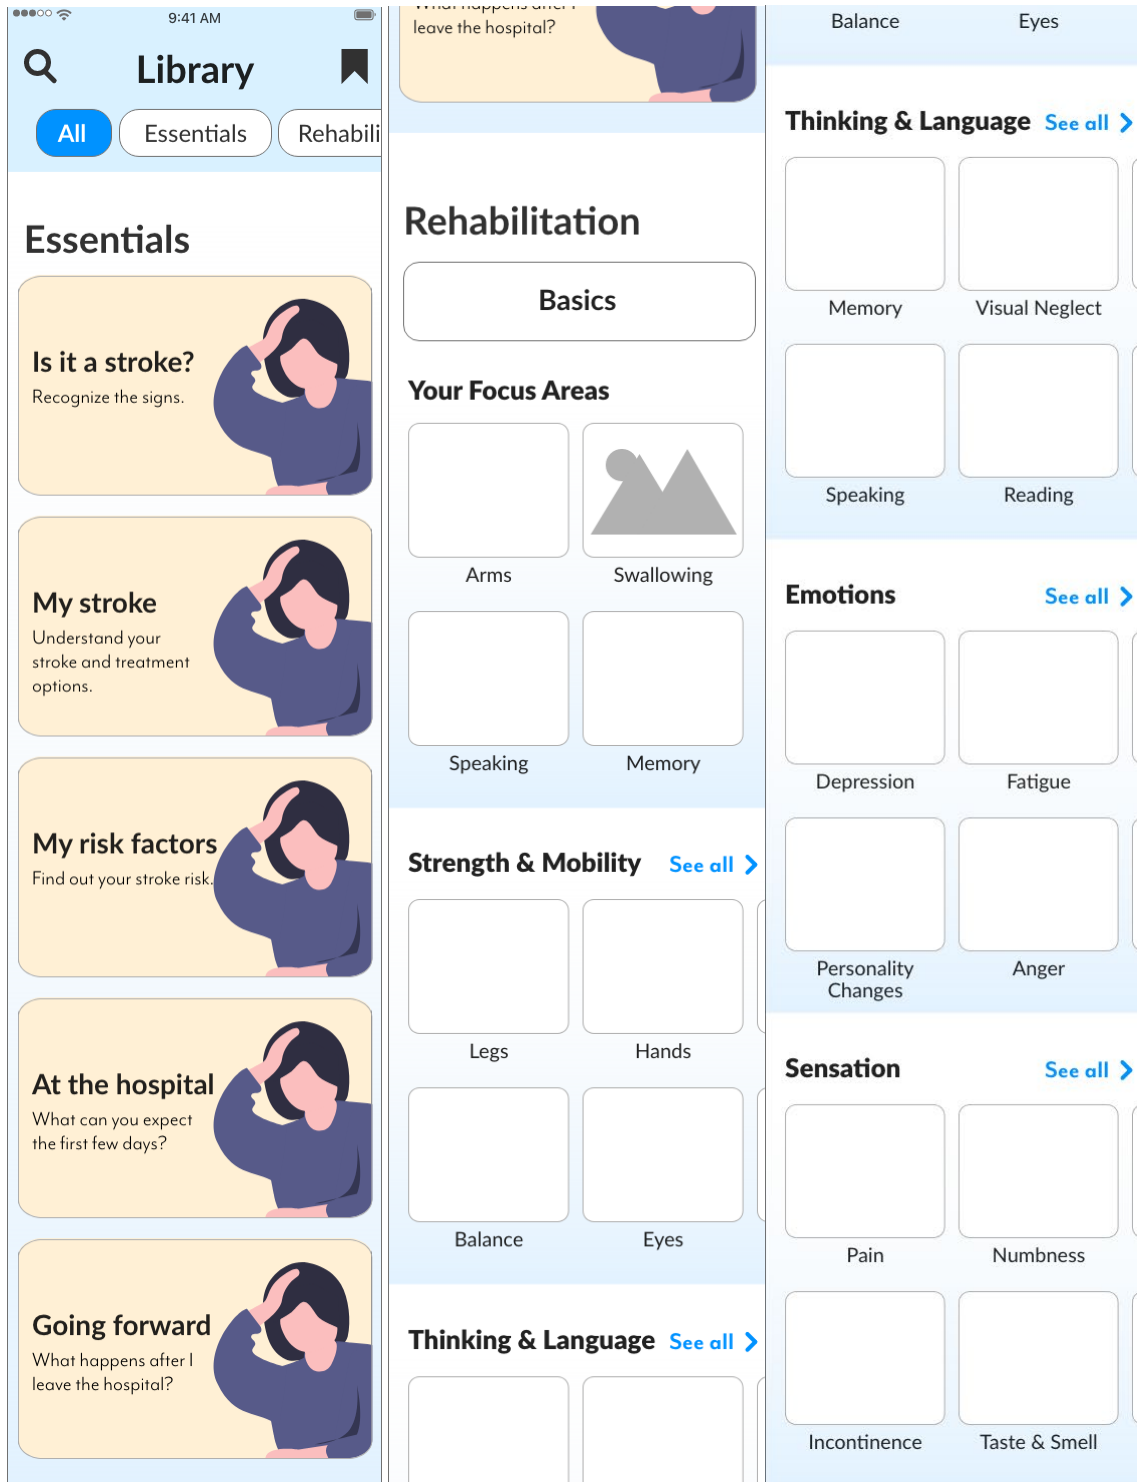 9:41 AM
Library
All
Essentials
Rehabili
Essentials
Is it a stroke?
Recognize the signs.
My stroke
Understand your
stroke and treatment
options.
My risk factors
Find out your stroke risk.
At the hospital
What can you expect
the first few days?
Going forward
What happens after I
leave the hospital?
What happens after I
leave the hospital?
Rehabilitation
Basics
Your Focus Areas
Arms
Swallowing
Speaking
Memory
Strength & Mobility
See all
Legs
Hands
Balance
Eyes
Thinking & Language
See all
Balance
Eyes
Thinking & Language
See all
Memory
Visual Neglect
Speaking
Reading
Emotions
See all
Depression
Fatigue
Personality
Changes
Anger
Sensation
See all
Pain
Numbness
Incontinence
Taste & Smell